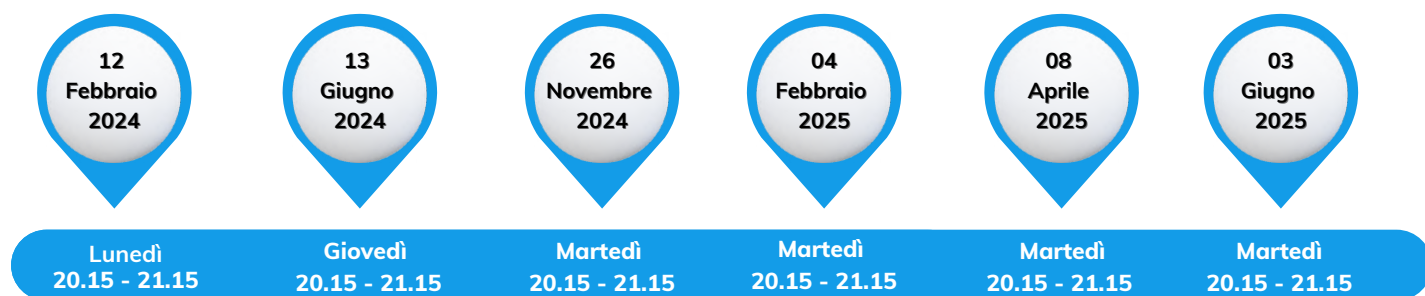 12
Febbraio
2024
13
Giugno
2024
26
Novembre
2024
04
Febbraio
2025
08
Aprile
2025
03
Giugno
2025
Lunedì
20.15 - 21.15
Giovedì
20.15 - 21.15
Martedì
20.15 - 21.15
Martedì
20.15 - 21.15
Martedì
20.15 - 21.15
Martedì
20.15 - 21.15